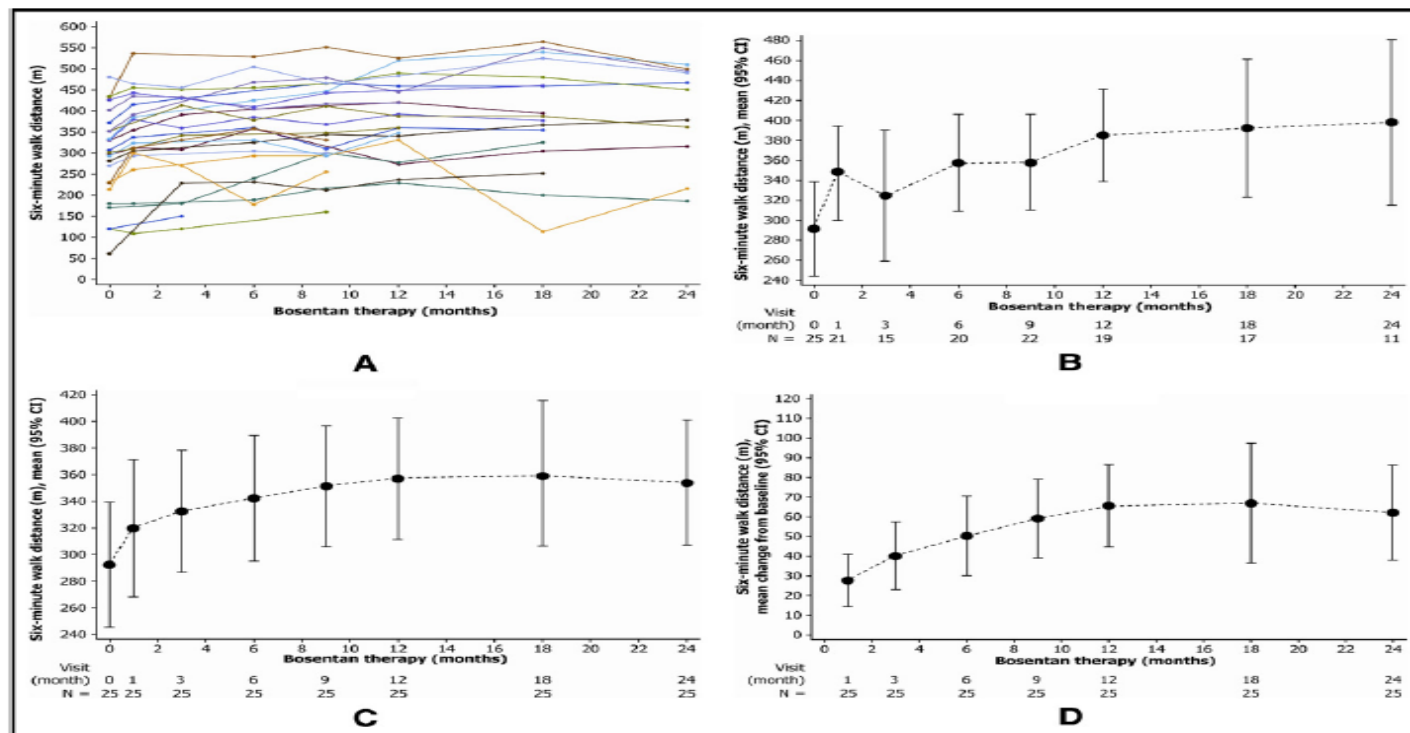 Six-minute walk distance (m)
600
550
500
450
400
350
300
250
200
150
100
50
0
0 2 4 6 8 10 12 14 16 18 20 22 24
Bosentan therapy (months)
A
Six-minute walk distance (m), mean (95% CI)
480
460
440
420
400
380
360
340
320
300
280
260
240
0 2 4 6 8 10 12 14 16 18 20 22 24
Bosentan therapy (months)
Visit
(month) 0 1 3 6 9 12 18 24
N = 25 21 15 20 22 19 17 11
B
Six-minute walk distance (m), mean (95% CI)
420
400
380
360
340
320
300
280
260
240
0 2 4 6 8 10 12 14 16 18 20 22 24
Bosentan therapy (months)
Visit
(month) 0 1 3 6 9 12 18 24
N = 25 25 25 25 25 25 25 25
C
Six-minute walk distance (m),
mean change from baseline (95% CI)
120
110
100
90
80
70
60
50
40
30
20
10
0
0 2 4 6 8 10 12 14 16 18 20 22 24
Bosentan therapy (months)
Visit
(month) 1 3 6 9 12 18 24
N = 25 25 25 25 25 25 25
D